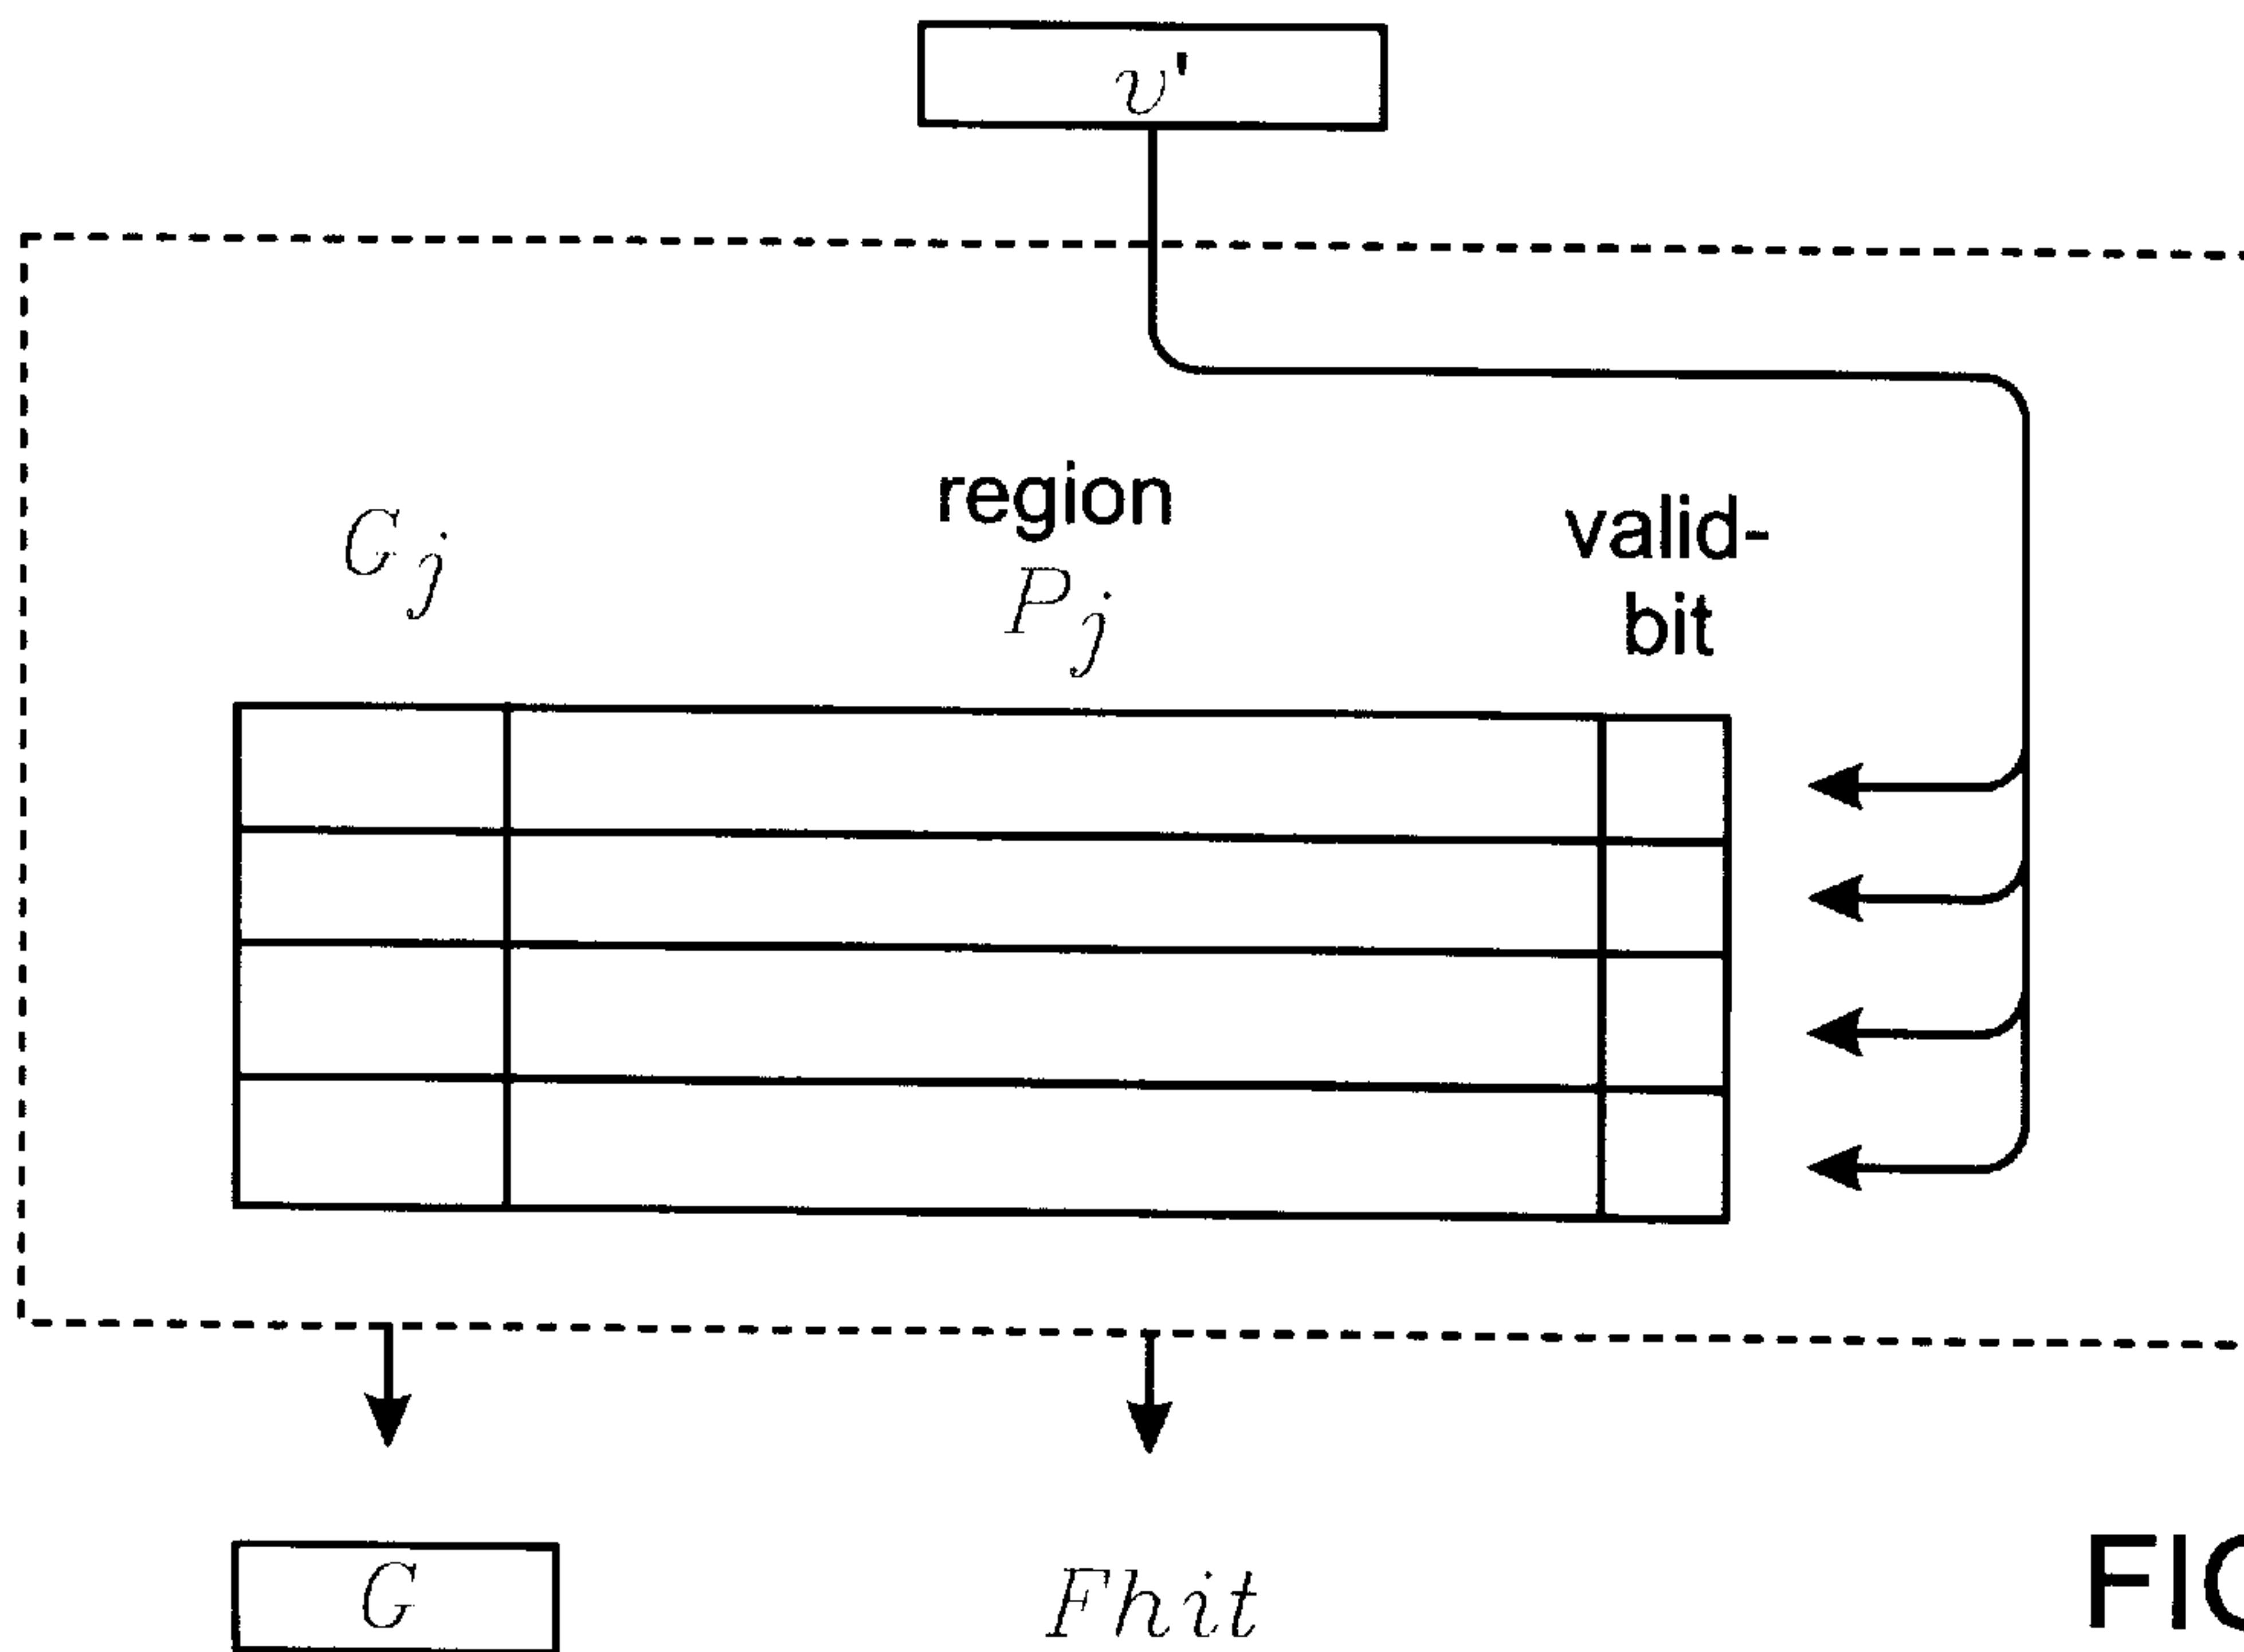 v'
region
G_j
P_j
valid-
bit
G
Fhit